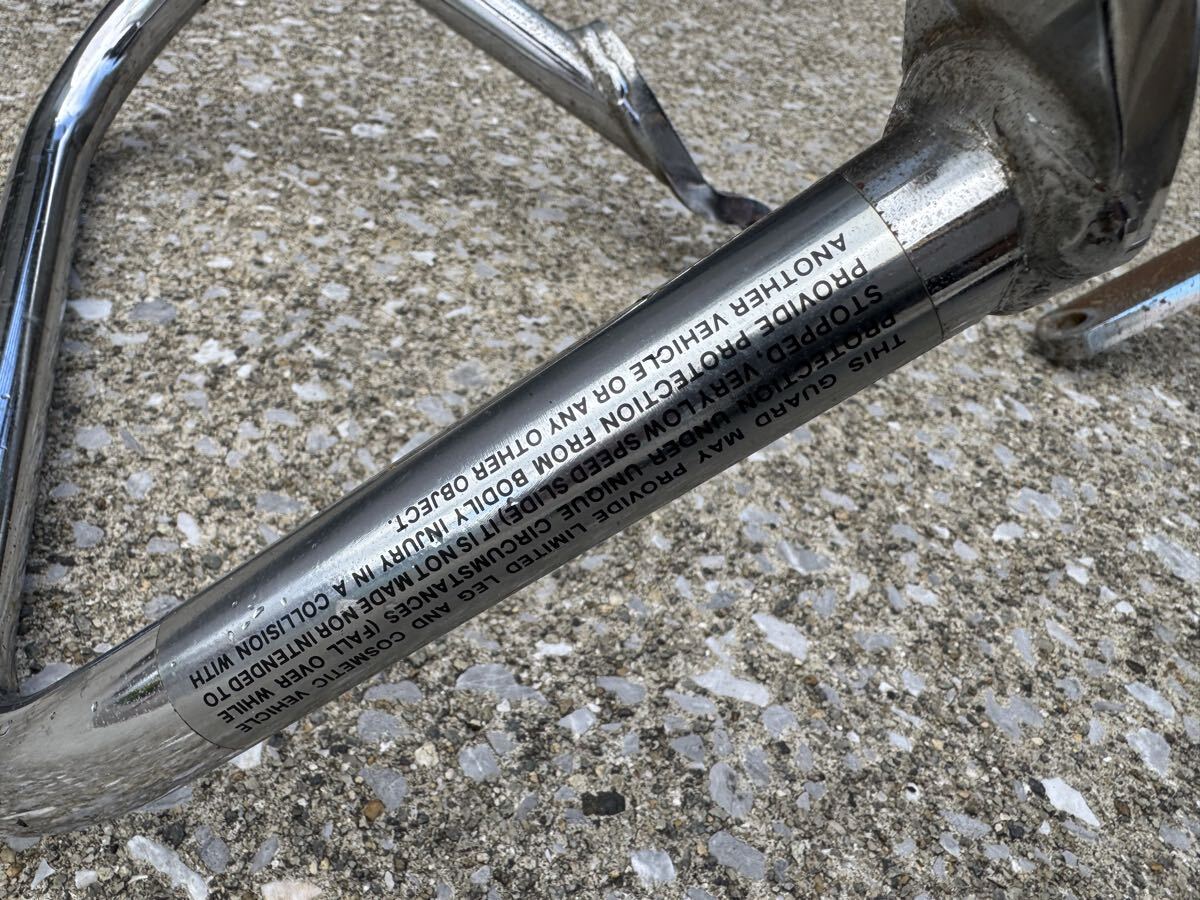 THIS GUARD MAY PROVIDE LIMITED LEG AND COSMETIC VEHICLE
PROTECTION UNDER UNIQUE CIRCUMSTANCES (FALL OVER WHILE
STOPPED, VERY LOW SPEED SLIDE) IT IS NOT MADE NOR INTENDED TO
PROVIDE PROTECTION FROM BODILY INJURY IN A COLLISION WITH
ANOTHER VEHICLE OR ANY OTHER OBJECT.